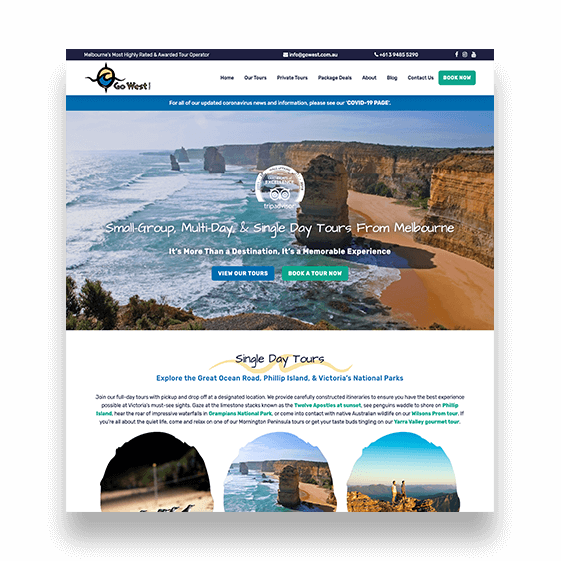 Melbourne's Most Highly Rated & Awarded Tour Operator
info@gowest.com.au
+61 3 9485 5290
Go West
Home Our Tours Private Tours Package Deals About Blog Contact Us BOOK NOW
For all of our updated coronavirus news and information, please see our 'COVID-19 PAGE'.
EXCELLENCE
tripadvisor
Small-Group, Multi-Day, & Single Day Tours From Melbourne
It's More Than a Destination, It's a Memorable Experience
VIEW OUR TOURS BOOK A TOUR NOW
Single Day Tours
Explore the Great Ocean Road, Phillip Island, & Victoria's National Parks
Join our full-day tours with pickup and drop off at a designated location. We provide carefully constructed itineraries to ensure you have the best experience
possible at Victoria's must-see sights. Gaze at the limestone stacks known as the Twelve Apostles at sunset, see penguins waddle to shore on Phillip
Island, hear the roar of impressive waterfalls in Grampians National Park, or come into contact with native Australian wildlife on our Wilsons Prom tour. If
you're all about the quiet life, come and relax on one of our Mornington Peninsula tours or get your taste buds tingling on our Yarra Valley gourmet tour.